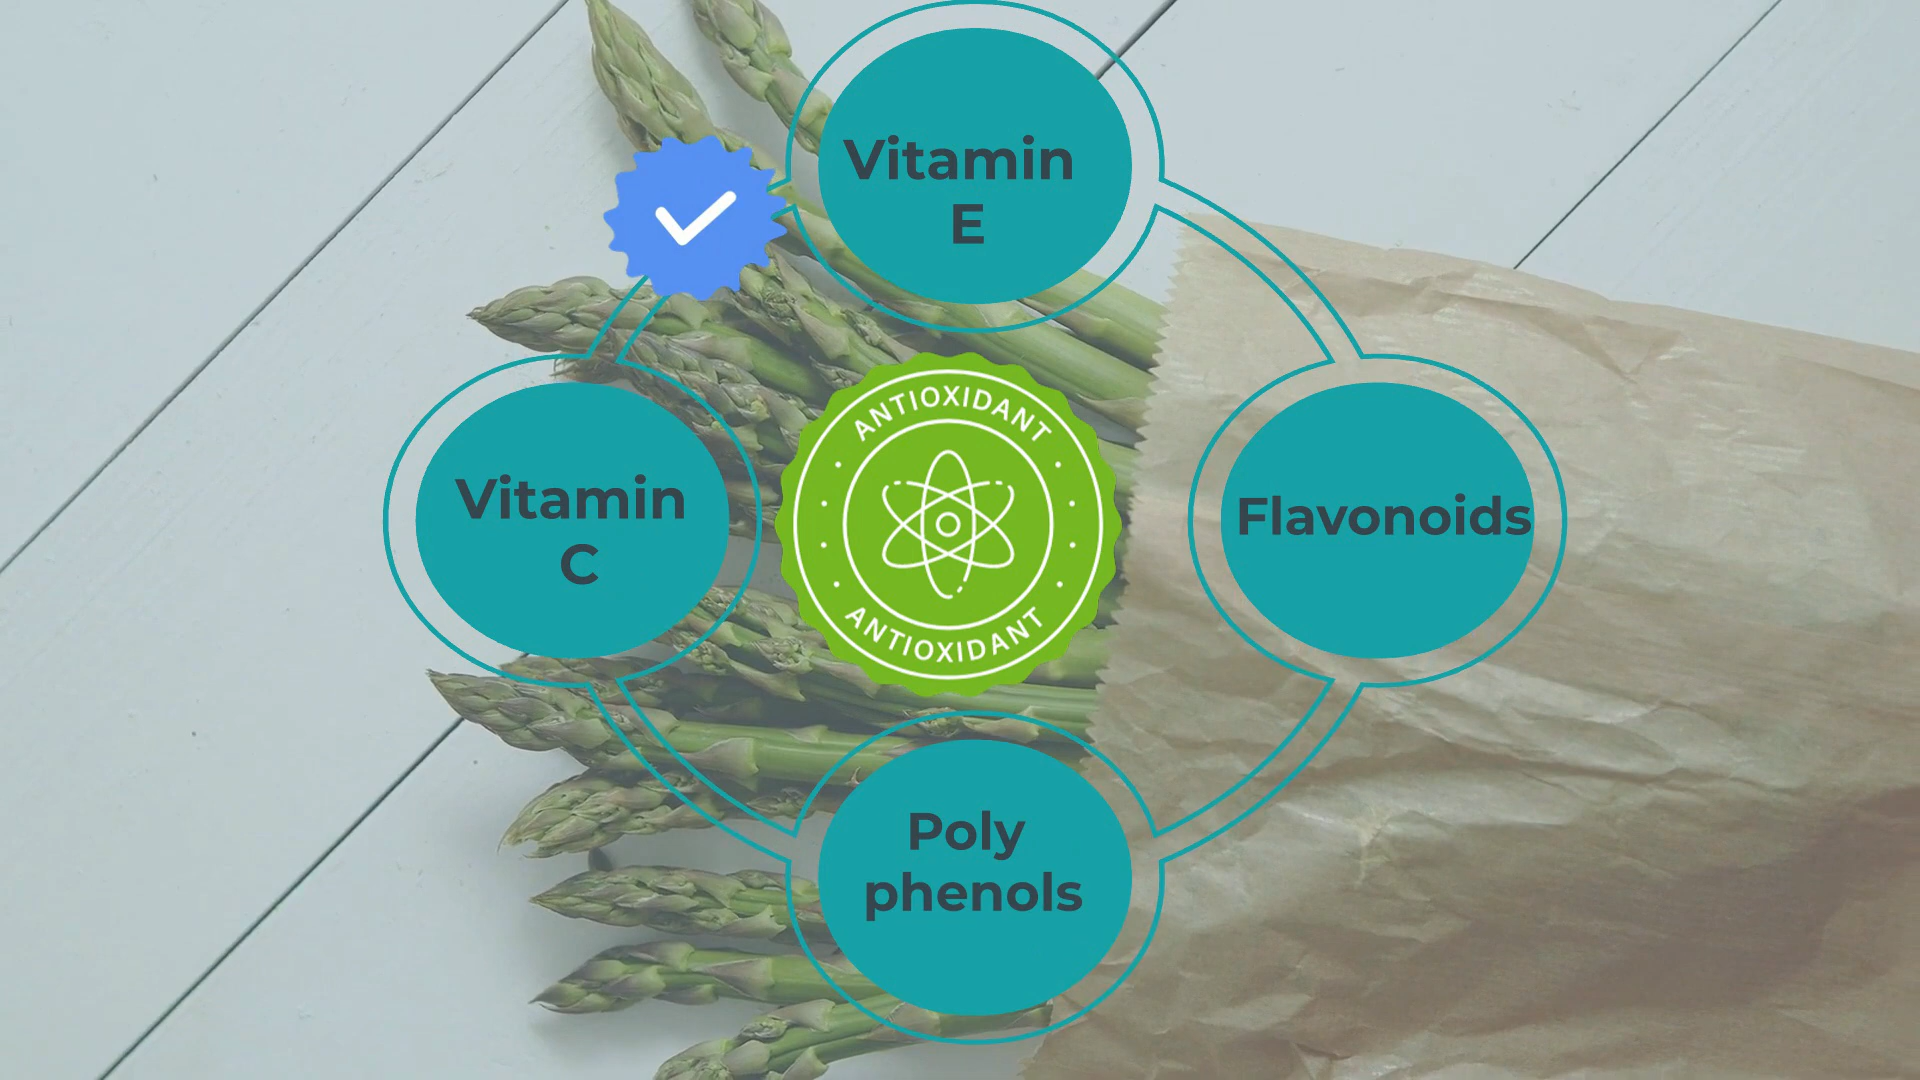 Vitamin
E
Vitamin
C
ANTIOXIDANT
ANTIOXIDANT
Flavonoids
Poly
phenols